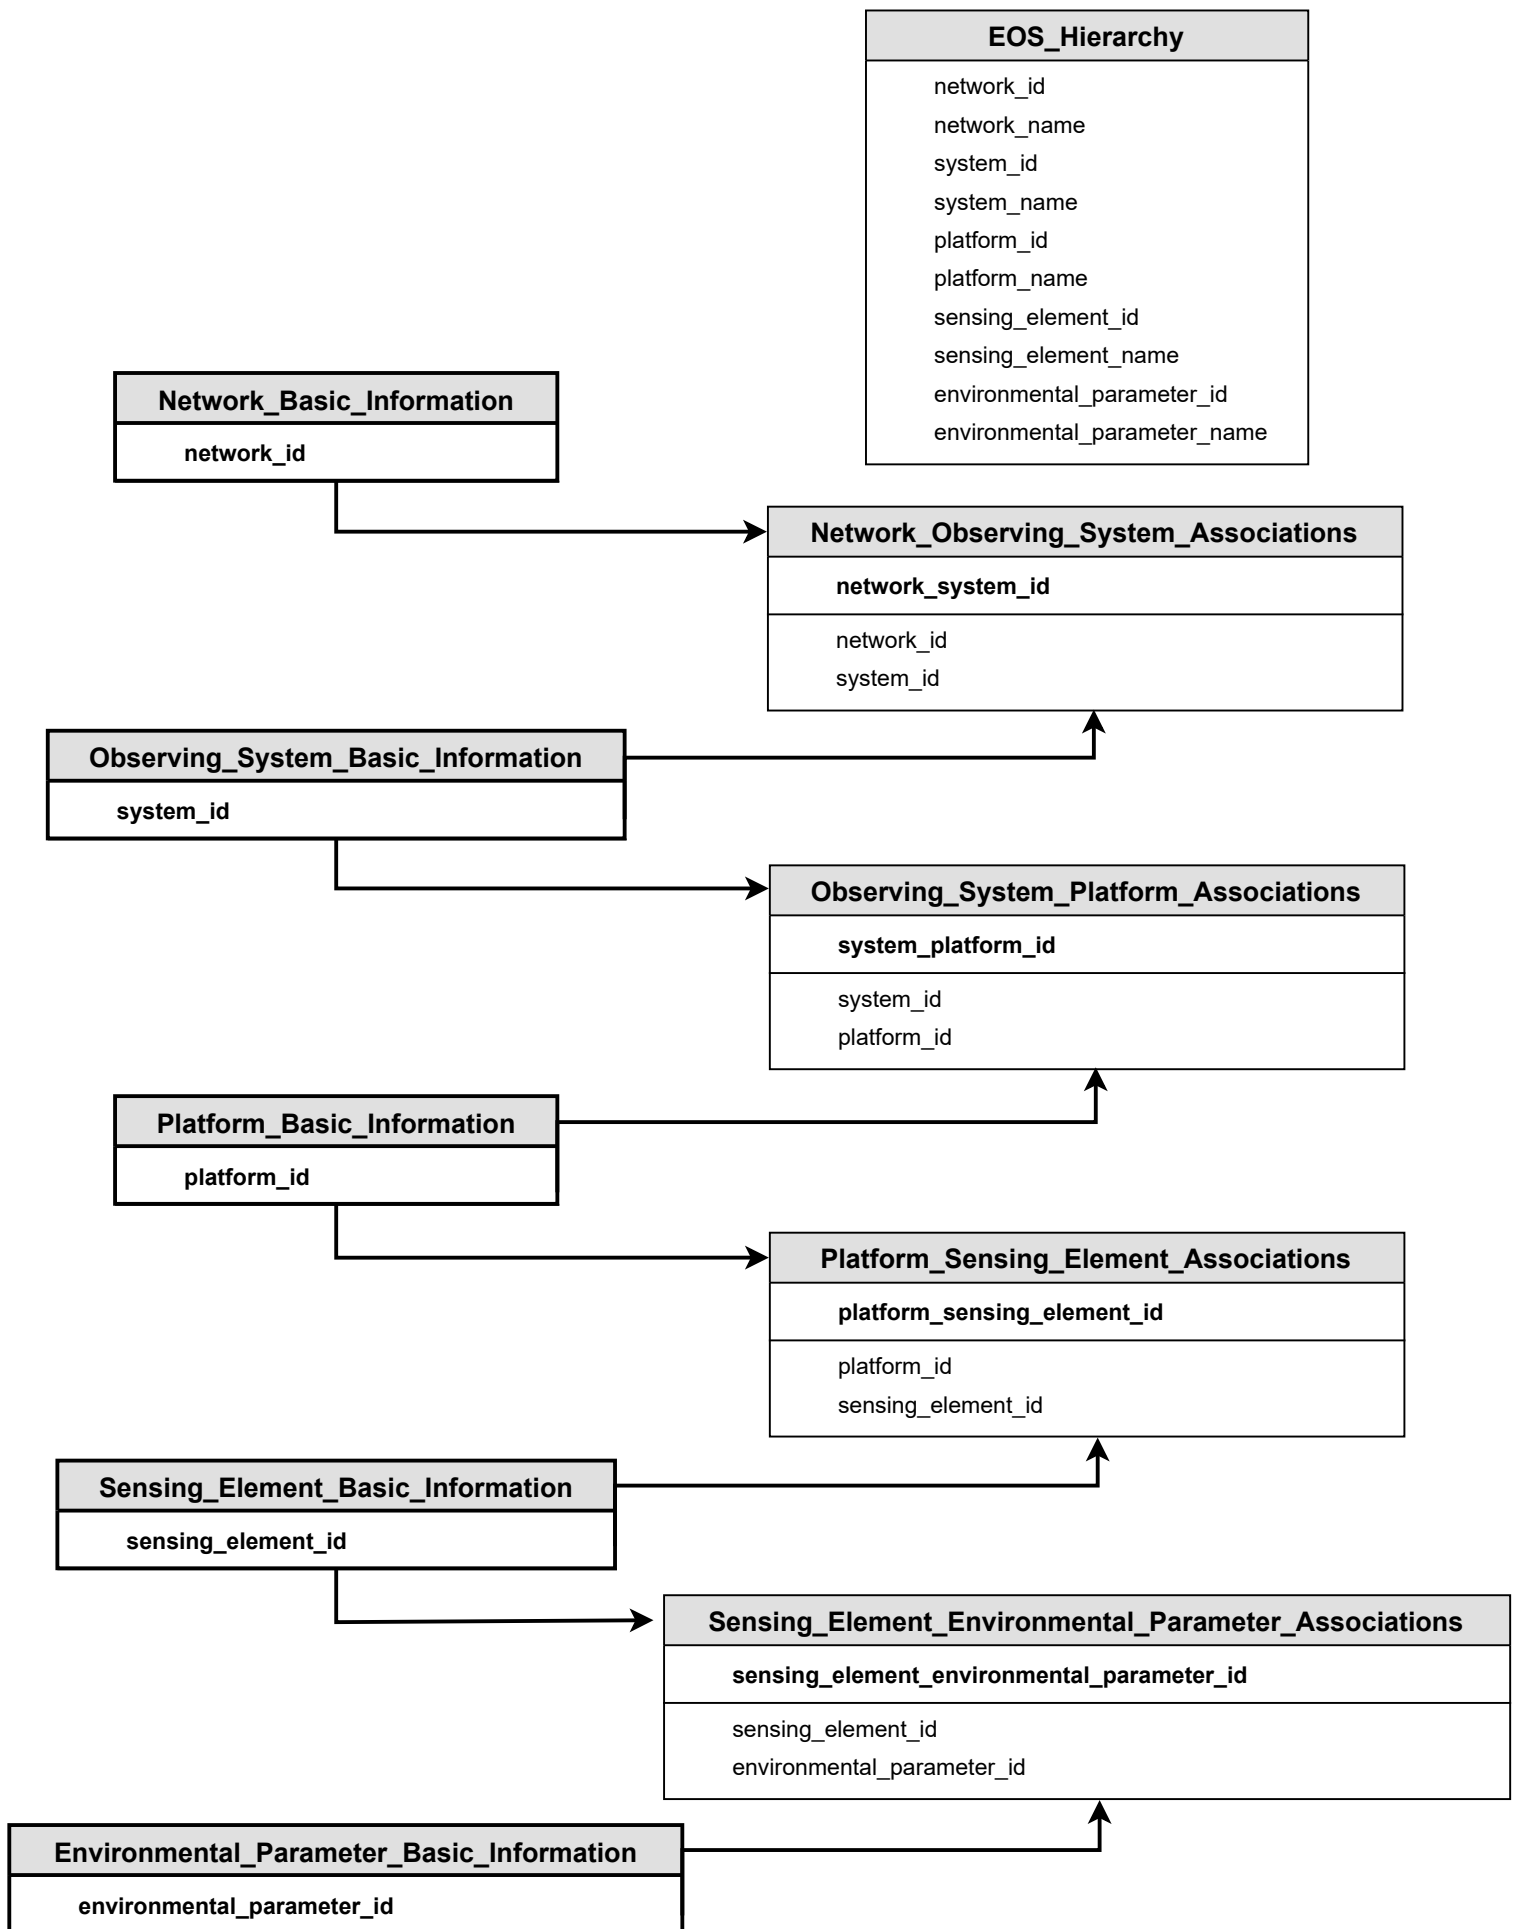 EOS_Hierarchy
network_id
network_name
system_id
system_name
platform_id
platform_name
sensing_element_id
sensing_element_name
environmental_parameter_id
environmental_parameter_name
Network_Basic_Information
network_id
Network_Observing_System_Associations
network_system_id
network_id
system_id
Observing_System_Basic_Information
system_id
Observing_System_Platform_Associations
system_platform_id
system_id
platform_id
Platform_Basic_Information
platform_id
Platform_Sensing_Element_Associations
platform_sensing_element_id
platform_id
sensing_element_id
Sensing_Element_Basic_Information
sensing_element_id
Sensing_Element_Environmental_Parameter_Associations
sensing_element_environmental_parameter_id
sensing_element_id
environmental_parameter_id
Environmental_Parameter_Basic_Information
environmental_parameter_id